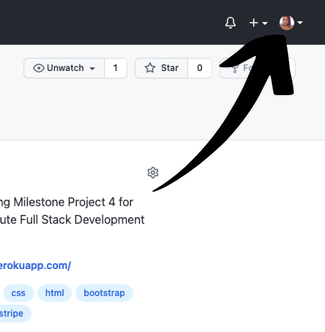 Unwatch 1 Star 0 Fo
ng Milestone Project 4 for
ute Full Stack Development
erokuapp.com/
css html bootstrap
stripe